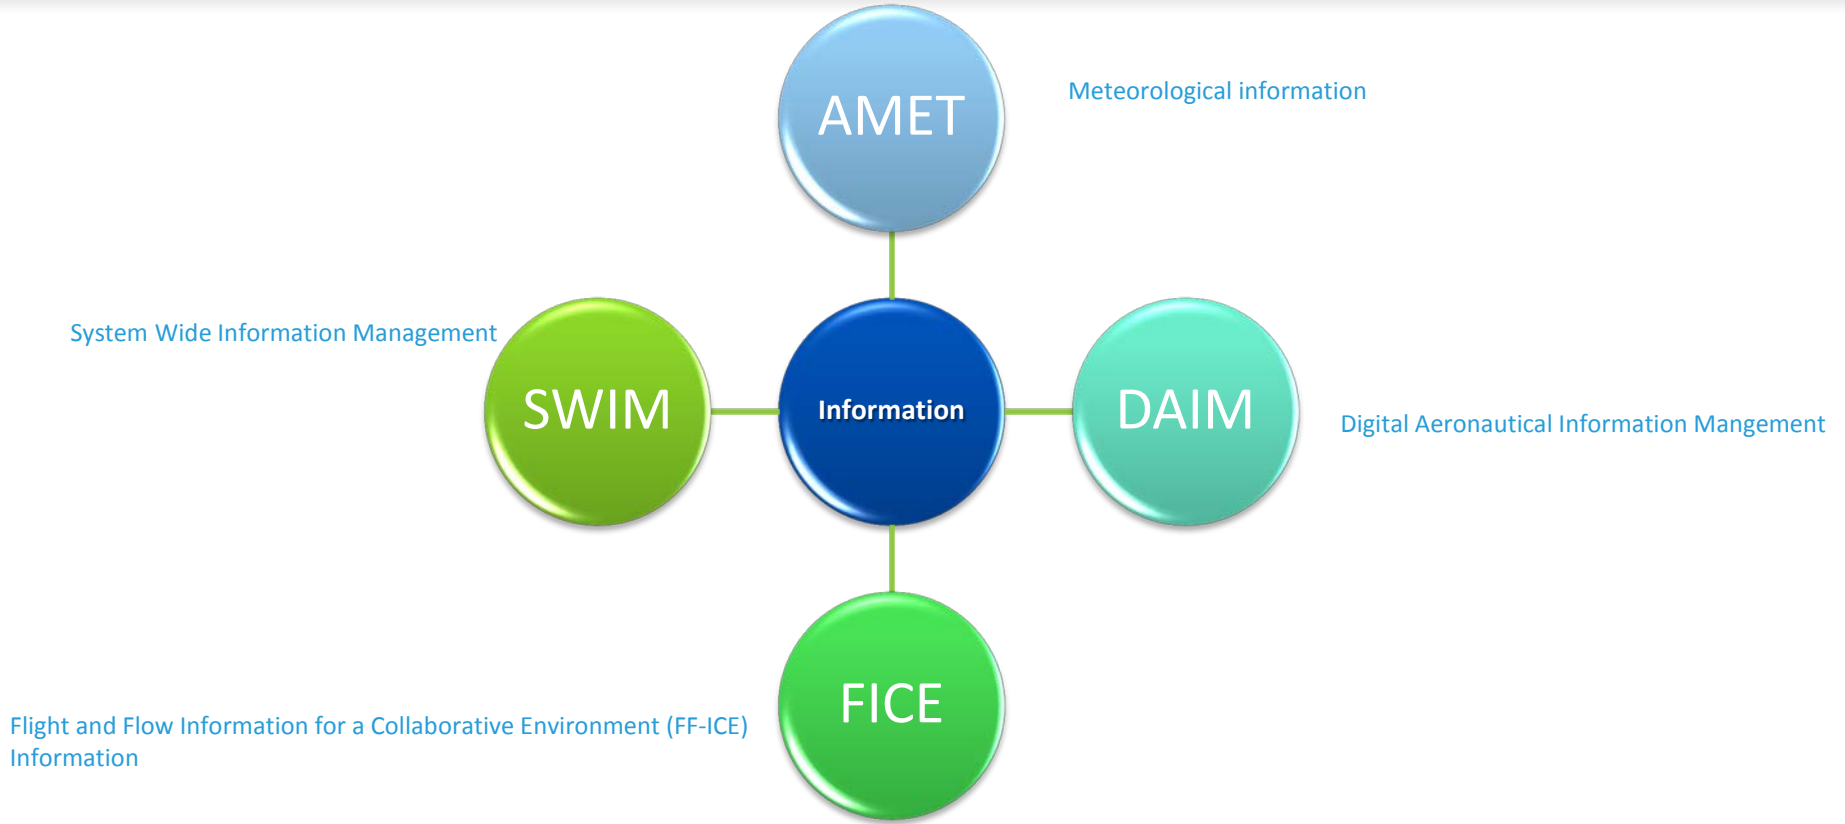 AMET
Meteorological information
System Wide Information Management
SWIM
Information
DAIM
Digital Aeronautical Information Mangement
FICE
Flight and Flow Information for a Collaborative Environment (FF-ICE)
Information